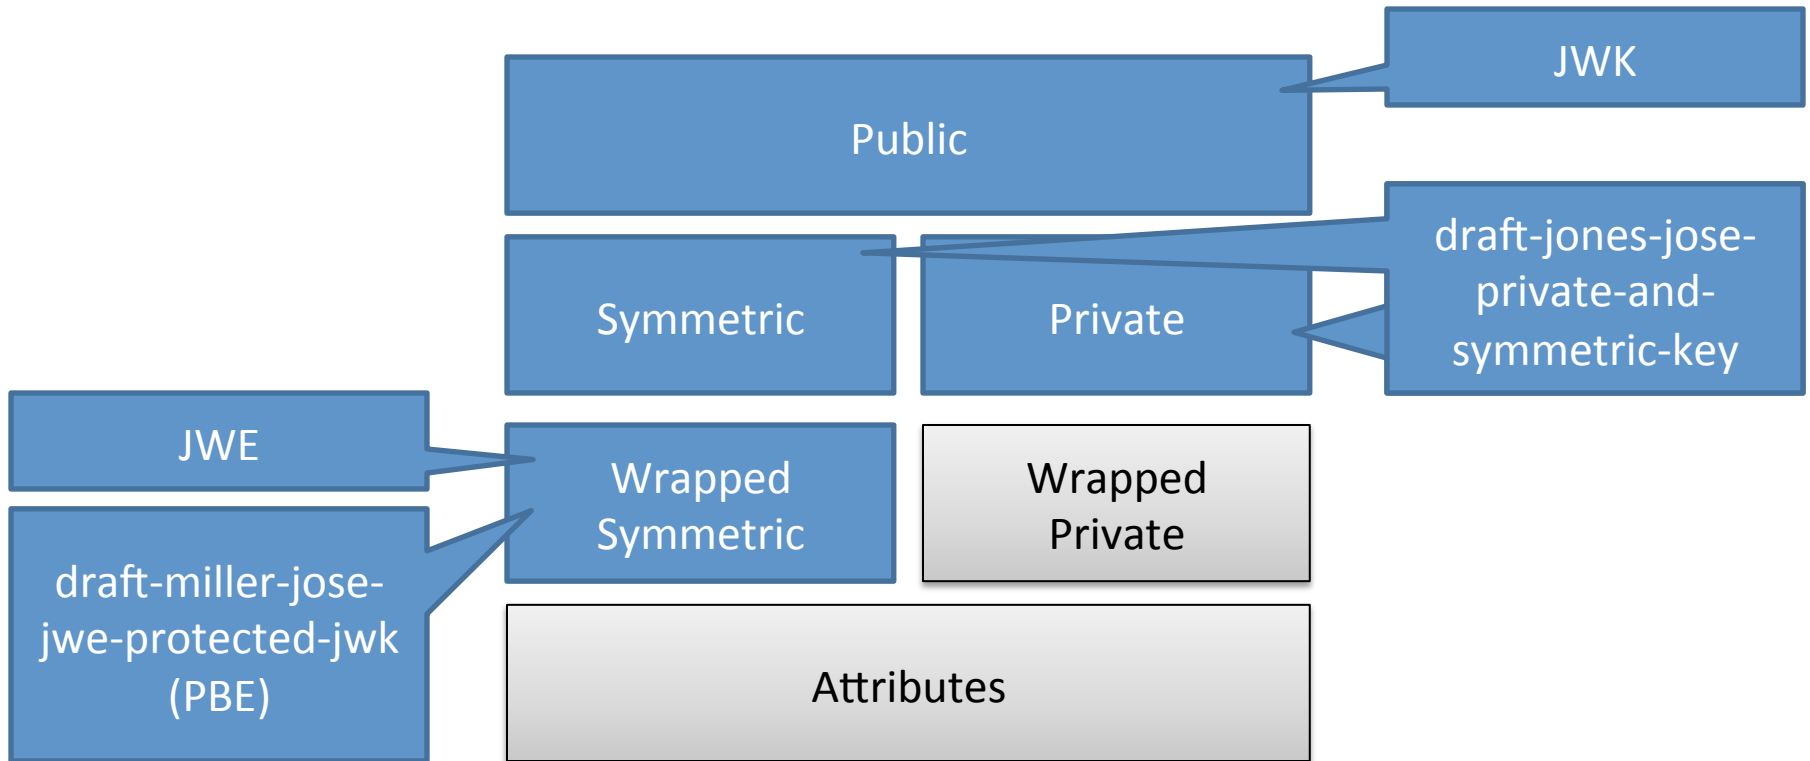 JWK
Public
draft-jones-jose-
private-and-
symmetric-key
Symmetric
Private
JWE
Wrapped
Symmetric
Wrapped
Private
draft-miller-jose-
jwe-protected-jwk
(PBE)
Attributes